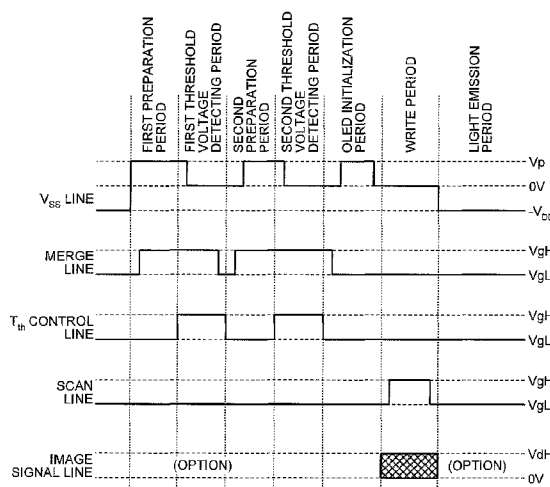 FIRST PREPARATION
PERIOD
FIRST THRESHOLD
VOLTAGE
DETECTING PERIOD
SECOND
PREPARATION
PERIOD
SECOND THRESHOLD
VOLTAGE
DETECTING PERIOD
OLED INITIALIZATION
PERIOD
WRITE PERIOD
LIGHT EMISSION
PERIOD
Vp
0V
VSS LINE
-VDD
VgH
MERGE
LINE
VgL
VgH
Tth CONTROL
LINE
VgL
VgH
SCAN
LINE
VgL
VdH
IMAGE
SIGNAL LINE
(OPTION)
(OPTION)
0V